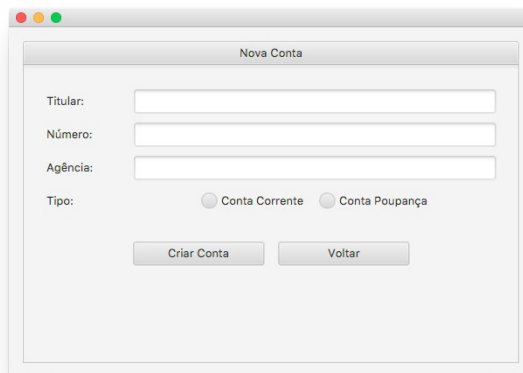 Nova Conta
Titular:
Número:
Agência:
Tipo: Conta Corrente Conta Poupança
Criar Conta Voltar